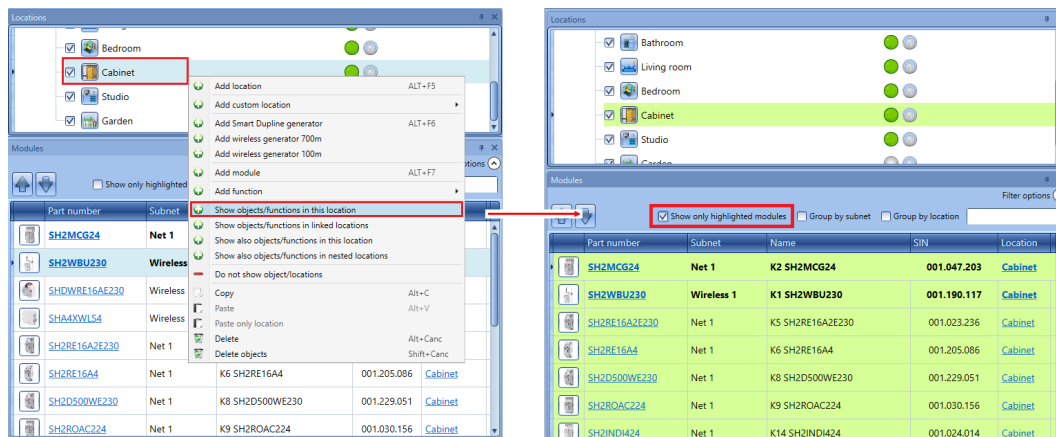 Locations
Bedroom
Cabinet
Studio
Garden
Add location ALT+F5
Add custom location
Add Smart Dupline generator ALT+F6
Add wireless generator 700m
Add wireless generator 100m
Add module ALT+F7
Add function
Show objects/functions in this location
Show objects/functions in linked locations
Show also objects/functions in this location
Show also objects/functions in nested locations
Do not show object/locations
Copy Alt+C
Paste Alt+V
Paste only location
Delete Alt+Canc
Delete objects Shift+Canc
Modules
Show only highlighted
Part number Subnet
SH2MCG24 Net 1
SH2WBU230 Wireless
SHDWRE16AE230 Wireless
SHA4XWLS4 Wireless
SH2RE16A2E230 Net 1
SH2RE16A4 Net 1 K6 SH2RE16A4 001.205.086 Cabinet
SH2D500WE230 Net 1 K8 SH2D500WE230 001.229.051 Cabinet
SH2ROAC224 Net 1 K9 SH2ROAC224 001.030.156 Cabinet
Locations
Bathroom
Living room
Bedroom
Cabinet
Studio
Garden
Modules
Filter options
Show only highlighted modules Group by subnet Group by location
Part number Subnet Name SIN Location
SH2MCG24 Net 1 K2 SH2MCG24 001.047.203 Cabinet
SH2WBU230 Wireless 1 K1 SH2WBU230 001.190.117 Cabinet
SH2RE16A2E230 Net 1 K5 SH2RE16A2E230 001.023.236 Cabinet
SH2RE16A4 Net 1 K6 SH2RE16A4 001.205.086 Cabinet
SH2D500WE230 Net 1 K8 SH2D500WE230 001.229.051 Cabinet
SH2ROAC224 Net 1 K9 SH2ROAC224 001.030.156 Cabinet
SH2INDI424 Net 1 K14 SH2INDI424 001.024.014 Cabinet